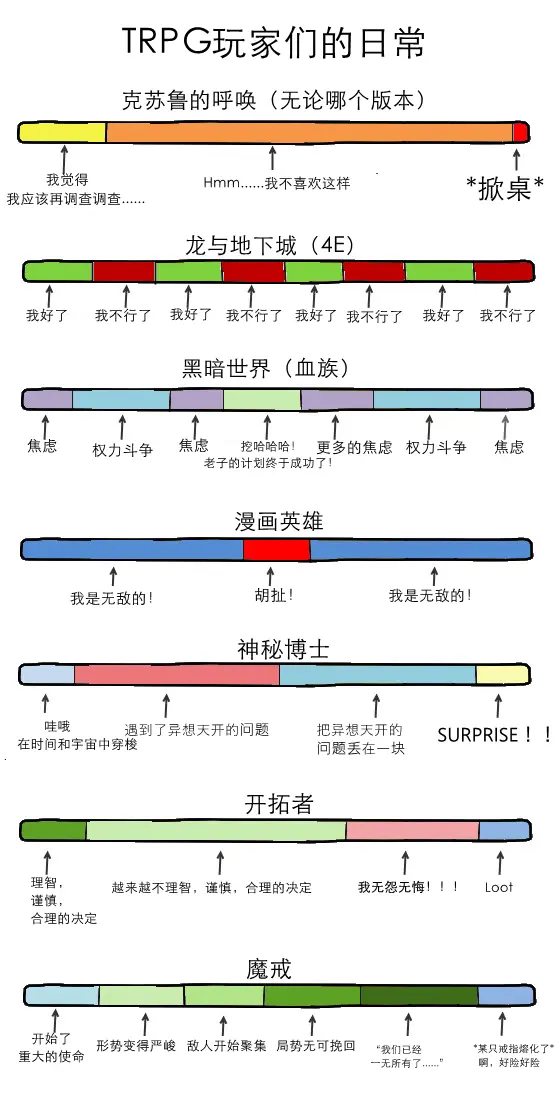 TRPG玩家们的日常
克苏鲁的呼唤（无论哪个版本）
我觉得
我应该再调查调查......
Hmm......我不喜欢这样
*掀桌*
龙与地下城（4E）
我好了
我不行了
我好了
我不行了
我好了
我不行了
我好了
我不行了
黑暗世界（血族）
焦虑
权力斗争
焦虑
挖哈哈哈！
老子的计划终于成功了！
更多的焦虑
权力斗争
焦虑
漫画英雄
我是无敌的！
胡扯！
我是无敌的！
神秘博士
哇哦
在时间和宇宙中穿梭
遇到了异想天开的问题
把异想天开的
问题丢在一块
SURPRISE！！
开拓者
理智，
谨慎，
合理的决定
越来越不理智，谨慎，合理的决定
我无怨无悔！！！
Loot
魔戒
开始了
重大的使命
形势变得严峻
敌人开始聚集
局势无可挽回
“我们已经
一无所有了......”
*某只戒指熔化了*
啊，好险好险